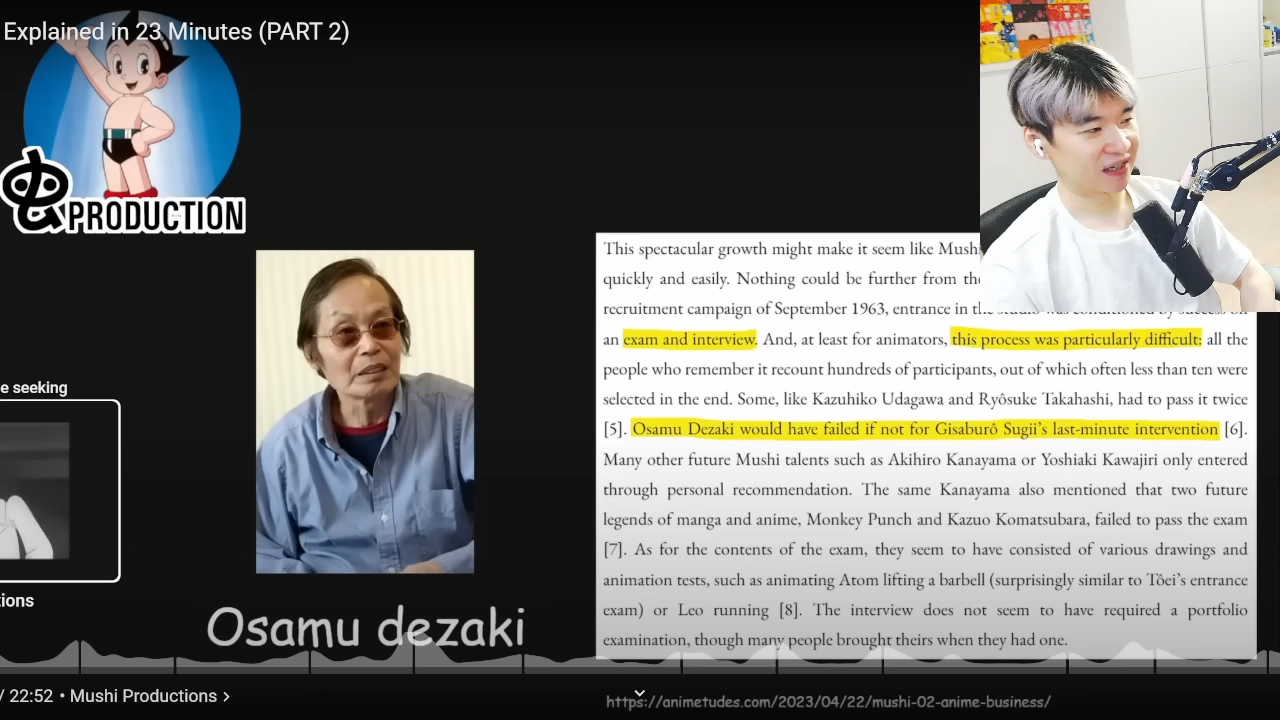 Explained in 23 Minutes (PART 2)
虫 PRODUCTION
This spectacular growth might make it seem like
quickly and easily. Nothing could be further from
recruitment campaign of September 1963, entrance in
an exam and interview. And, at least for animators, this process was particularly difficult: all the
people who remember it recount hundreds of participants, out of which often less than ten were
selected in the end. Some, like Kazuhiko Udagawa and Ryôsuke Takahashi, had to pass it twice
[5]. Osamu Dezaki would have failed if not for Gisaburô Sugii's last-minute intervention [6].
Many other future Mushi talents such as Akihiro Kanayama or Yoshiaki Kawajiri only entered
through personal recommendation. The same Kanayama also mentioned that two future
legends of manga and anime, Monkey Punch and Kazuo Komatsubara, failed to pass the exam
[7]. As for the contents of the exam, they seem to have consisted of various drawings and
animation tests, such as animating Atom lifting a barbell (surprisingly similar to Tôei's entrance
exam) or Leo running [8]. The interview does not seem to have required a portfolio
examination, though many people brought theirs when they had one.
e seeking
tions
Osamu dezaki
/ 22:52 • Mushi Productions >
https://animetudes.com/2023/04/22/mushi-02-anime-business/